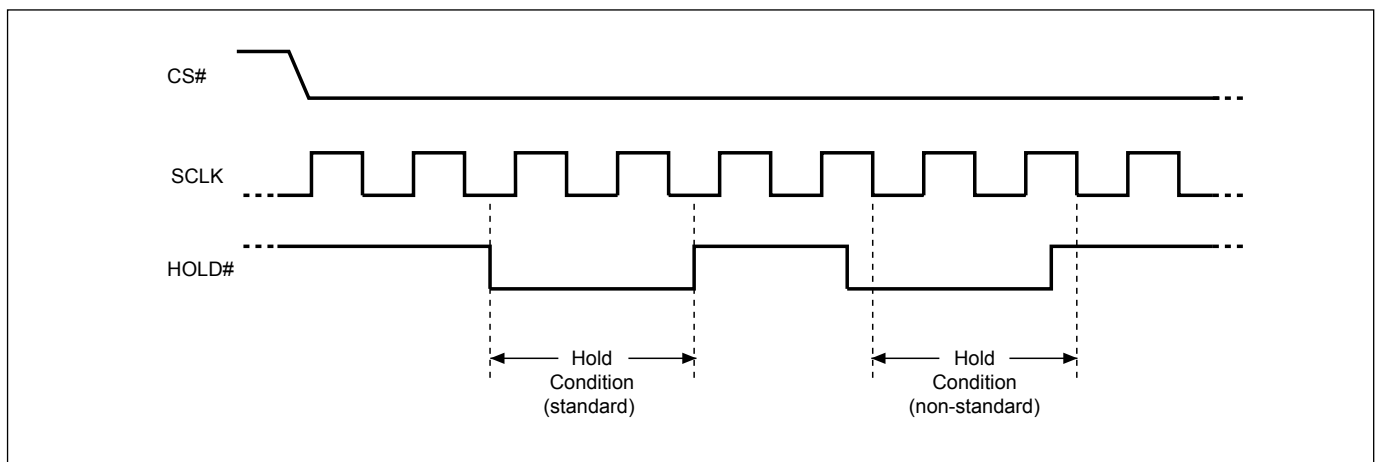 CS#
SCLK
HOLD#
Hold
Condition
(standard)
Hold
Condition
(non-standard)